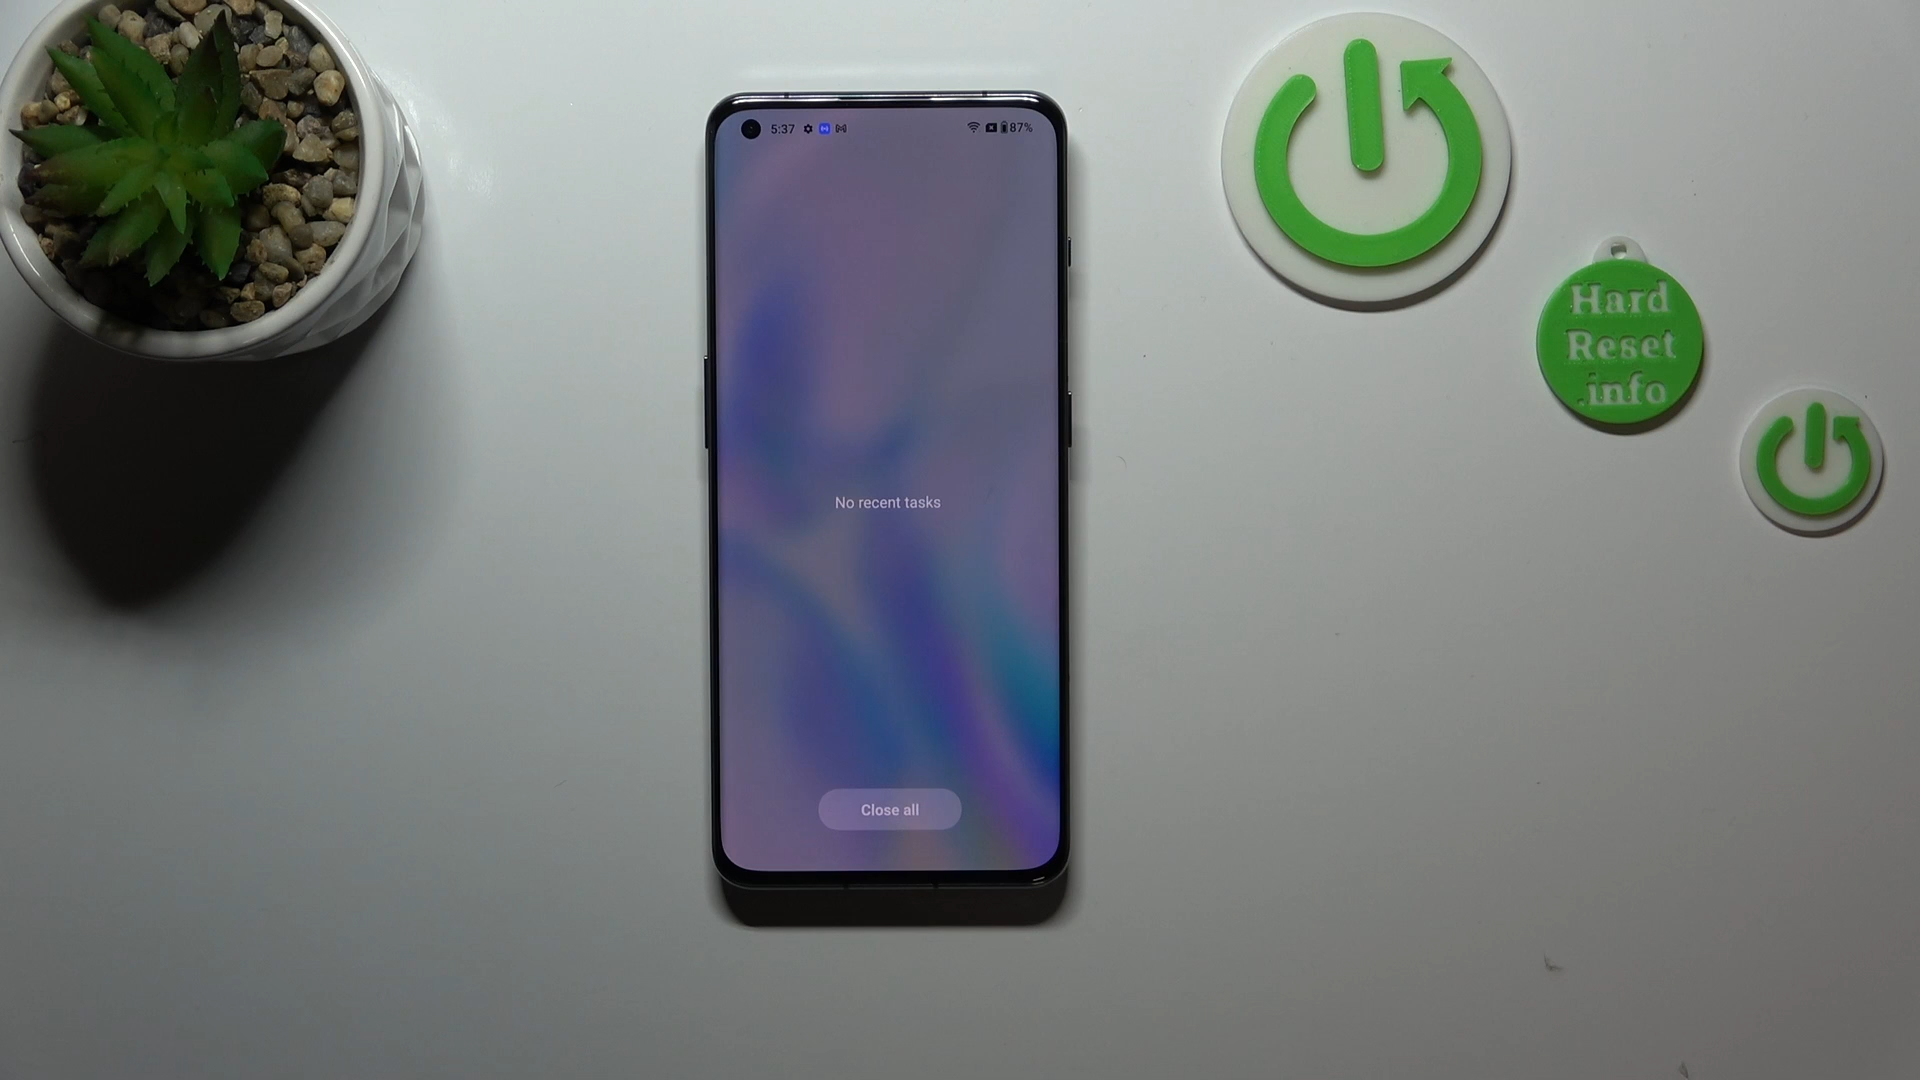 5:37
87%
No recent tasks
Close all
Hard
Reset
.info